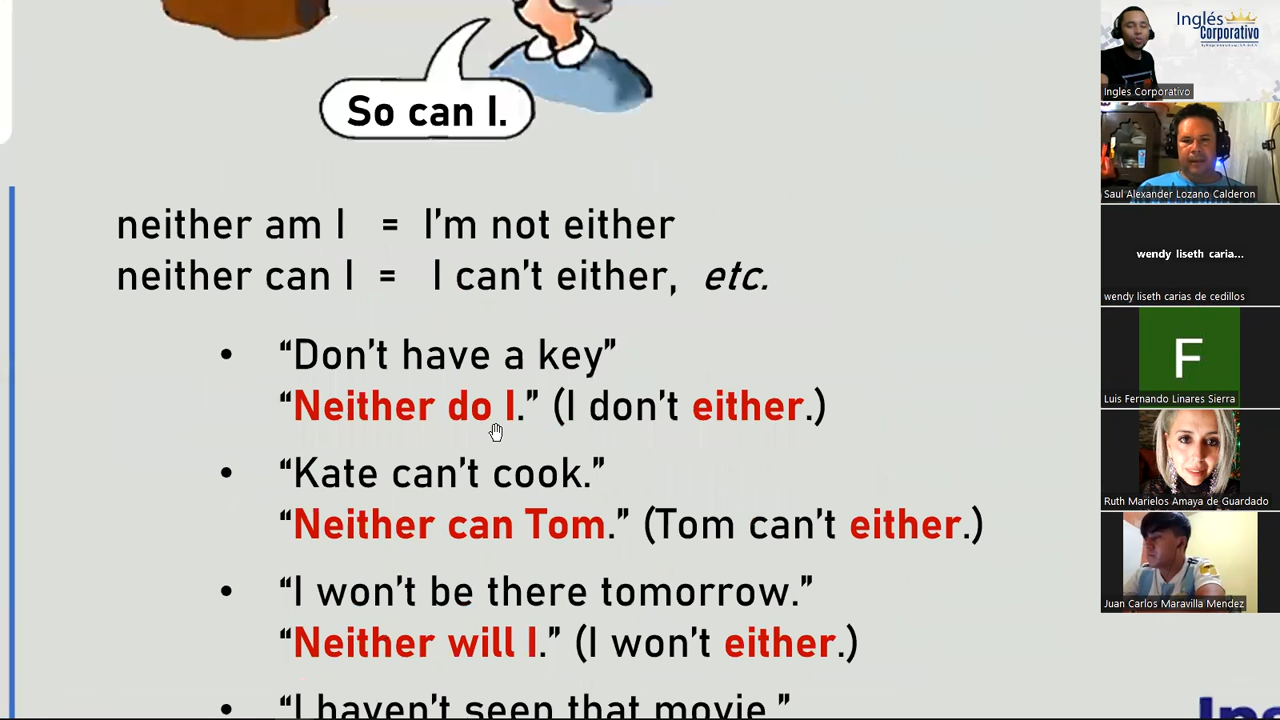 So can I.
neither am I = I'm not either
neither can I = I can't either, etc.
• “Don't have a key”
“Neither do I.” (I don't either.)
• “Kate can't cook.”
“Neither can Tom.” (Tom can't either.)
• “I won't be there tomorrow.”
“Neither will I.” (I won't either.)
• “I haven't seen that movie.”
Inglés
Corporativo
Ingles Corporativo
Saul Alexander Lozano Calderon
wendy liseth caria...
wendy liseth carias de cedillos
F
Luis Fernando Linares Sierra
Ruth Marielos Amaya de Guardado
Juan Carlos Maravilla Mendez